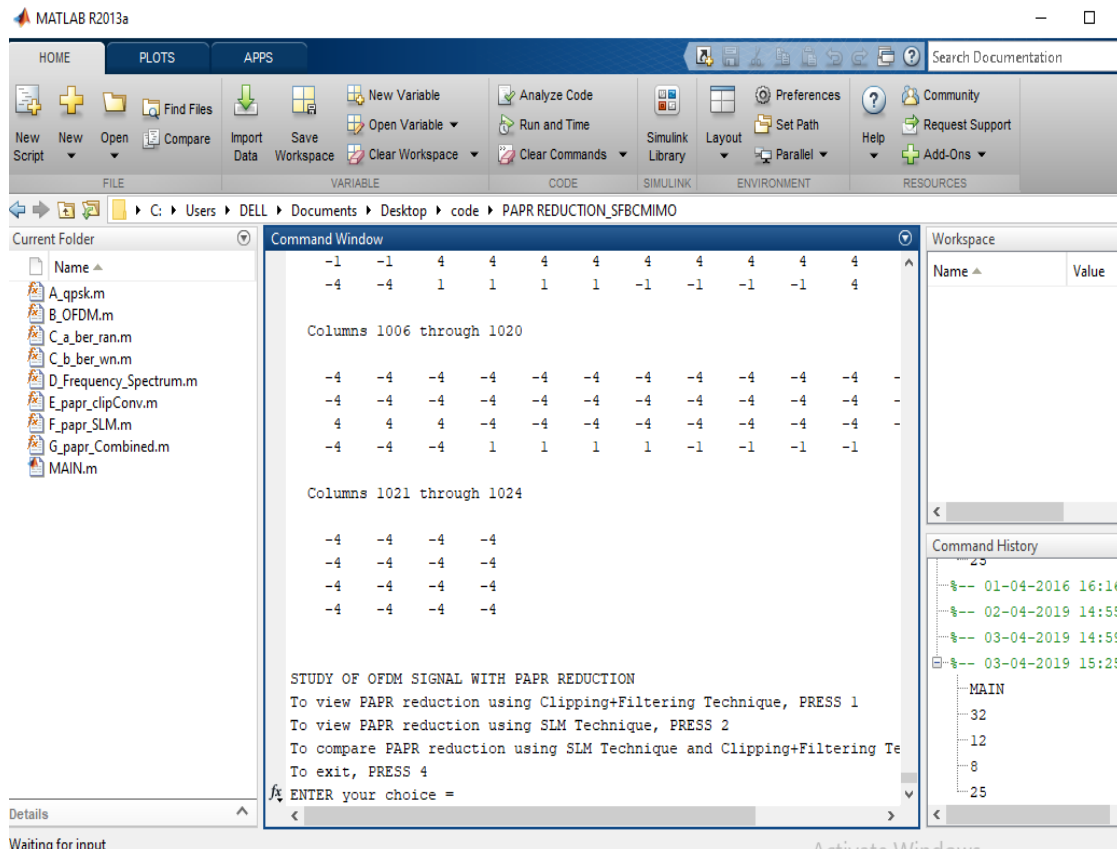 MATLAB R2013a
HOME PLOTS APPS
Search Documentation
New Script
New
Open
Find Files
Compare
Import Data
Save Workspace
New Variable
Open Variable
Clear Workspace
Analyze Code
Run and Time
Clear Commands
Simulink Library
Layout
Preferences
Set Path
Parallel
Help
Community
Request Support
Add-Ons
FILE VARIABLE CODE SIMULINK ENVIRONMENT RESOURCES
C: Users DELL Documents Desktop code PAPR REDUCTION_SFBCMIMO
Current Folder
Name
A_qpsk.m
B_OFDM.m
C_a_ber_ran.m
C_b_ber_wn.m
D_Frequency_Spectrum.m
E_papr_clipConv.m
F_papr_SLM.m
G_papr_Combined.m
MAIN.m
Details
Command Window
-1 -1 4 4 4 4 4 4 4 4 4
-4 -4 1 1 1 1 -1 -1 -1 -1 4
Columns 1006 through 1020
-4 -4 -4 -4 -4 -4 -4 -4 -4 -4 -4 -
-4 -4 -4 -4 -4 -4 -4 -4 -4 -4 -4 -
4 4 4 -4 -4 -4 -4 -4 -4 -4 -4 -
-4 -4 -4 1 1 1 1 -1 -1 -1 -1
Columns 1021 through 1024
-4 -4 -4 -4
-4 -4 -4 -4
-4 -4 -4 -4
-4 -4 -4 -4
STUDY OF OFDM SIGNAL WITH PAPR REDUCTION
To view PAPR reduction using Clipping+Filtering Technique, PRESS 1
To view PAPR reduction using SLM Technique, PRESS 2
To compare PAPR reduction using SLM Technique and Clipping+Filtering Te
To exit, PRESS 4
fx ENTER your choice =
Workspace
Name Value
Command History
25
%-- 01-04-2016 16:16
%-- 02-04-2019 14:55
%-- 03-04-2019 14:59
%-- 03-04-2019 15:25
MAIN
32
12
8
25
Waiting for input
Activate Windows